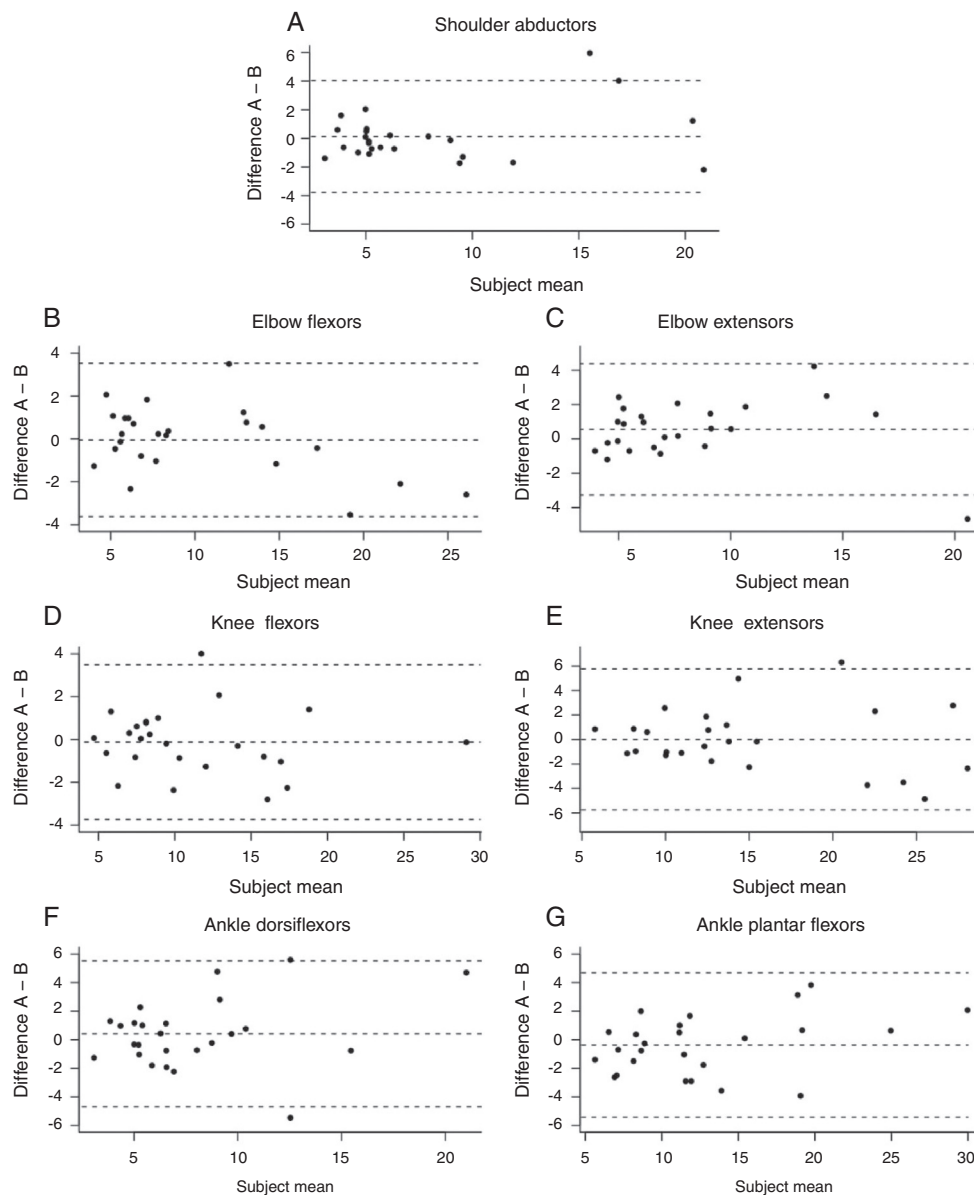 A
Shoulder abductors
Difference A – B
6
4
2
0
-2
-4
-6
5 10 15 20
Subject mean
B
Elbow flexors
Difference A – B
4
2
0
-2
-4
5 10 15 20 25
Subject mean
C
Elbow extensors
Difference A – B
4
2
0
-2
-4
5 10 15 20
Subject mean
D
Knee flexors
Difference A – B
4
2
0
-2
-4
5 10 15 20 25 30
Subject mean
E
Knee extensors
Difference A – B
6
4
2
0
-2
-4
-6
5 10 15 20 25
Subject mean
F
Ankle dorsiflexors
Difference A – B
6
4
2
0
-2
-4
-6
5 10 15 20
Subject mean
G
Ankle plantar flexors
Difference A – B
6
4
2
0
-2
-4
-6
5 10 15 20 25 30
Subject mean